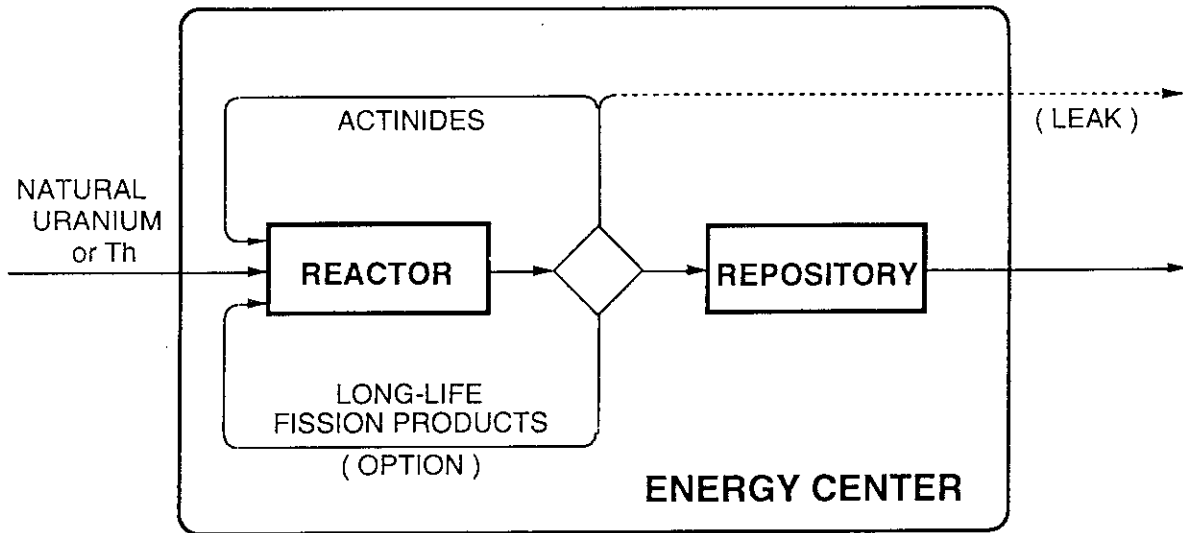 ACTINIDES
( LEAK )
NATURAL
URANIUM
or Th
REACTOR
REPOSITORY
LONG-LIFE
FISSION PRODUCTS
( OPTION )
ENERGY CENTER